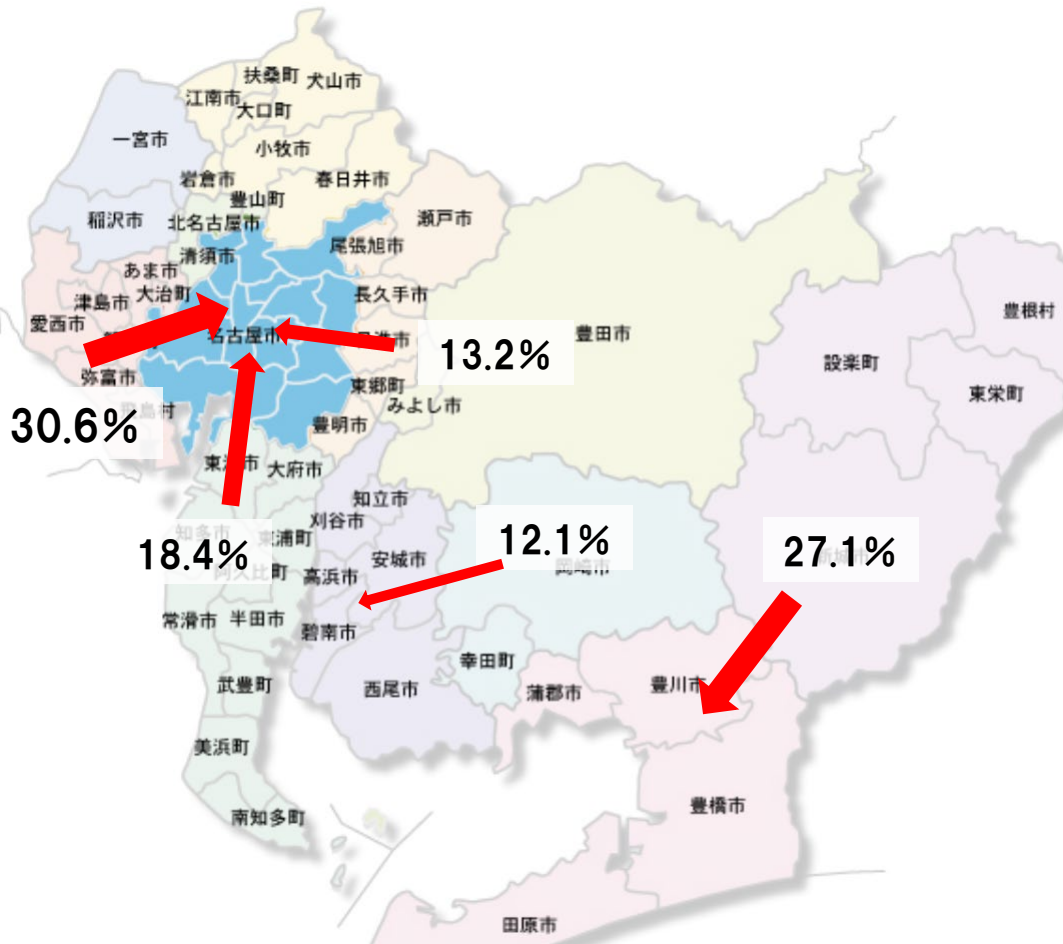 扶桑町
犬山市
江南市
大口町
一宮市
小牧市
岩倉市
春日井市
豊山町
稲沢市
北名古屋市
瀬戸市
尾張旭市
清須市
あま市
大治町
長久手市
津島市
愛西市
豊根村
名古屋市
豊田市
13.2%
設楽町
弥富市
東郷町
東栄町
みよし市
30.6%
豊明市
大府市
知立市
刈谷市
知多市
18.4%
12.1%
27.1%
安城市
高浜市
岡崎市
常滑市
半田市
碧南市
幸田町
西尾市
武豊町
蒲郡市
豊川市
美浜町
豊橋市
南知多町
田原市